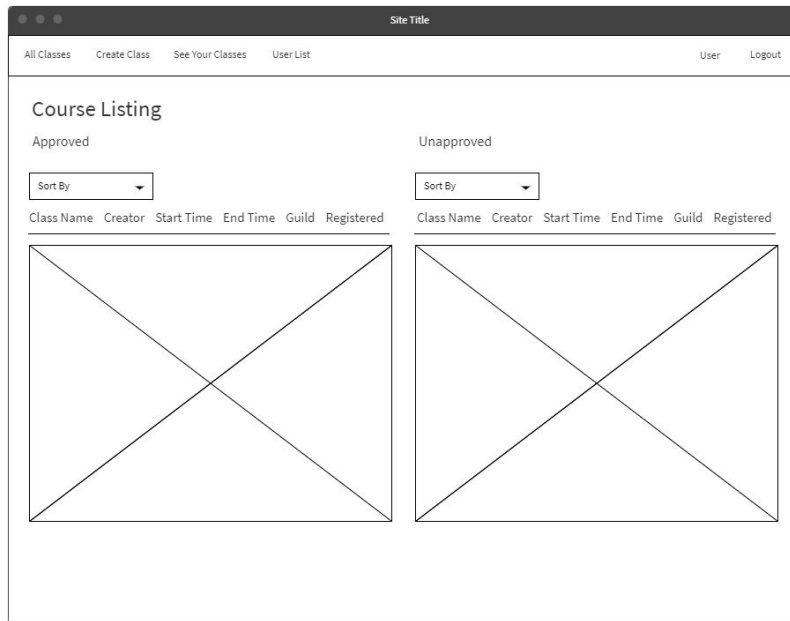 Site Title
All Classes Create Class See Your Classes User List User Logout
Course Listing
Approved Unapproved
Sort By Sort By
Class Name Creator Start Time End Time Guild Registered Class Name Creator Start Time End Time Guild Registered